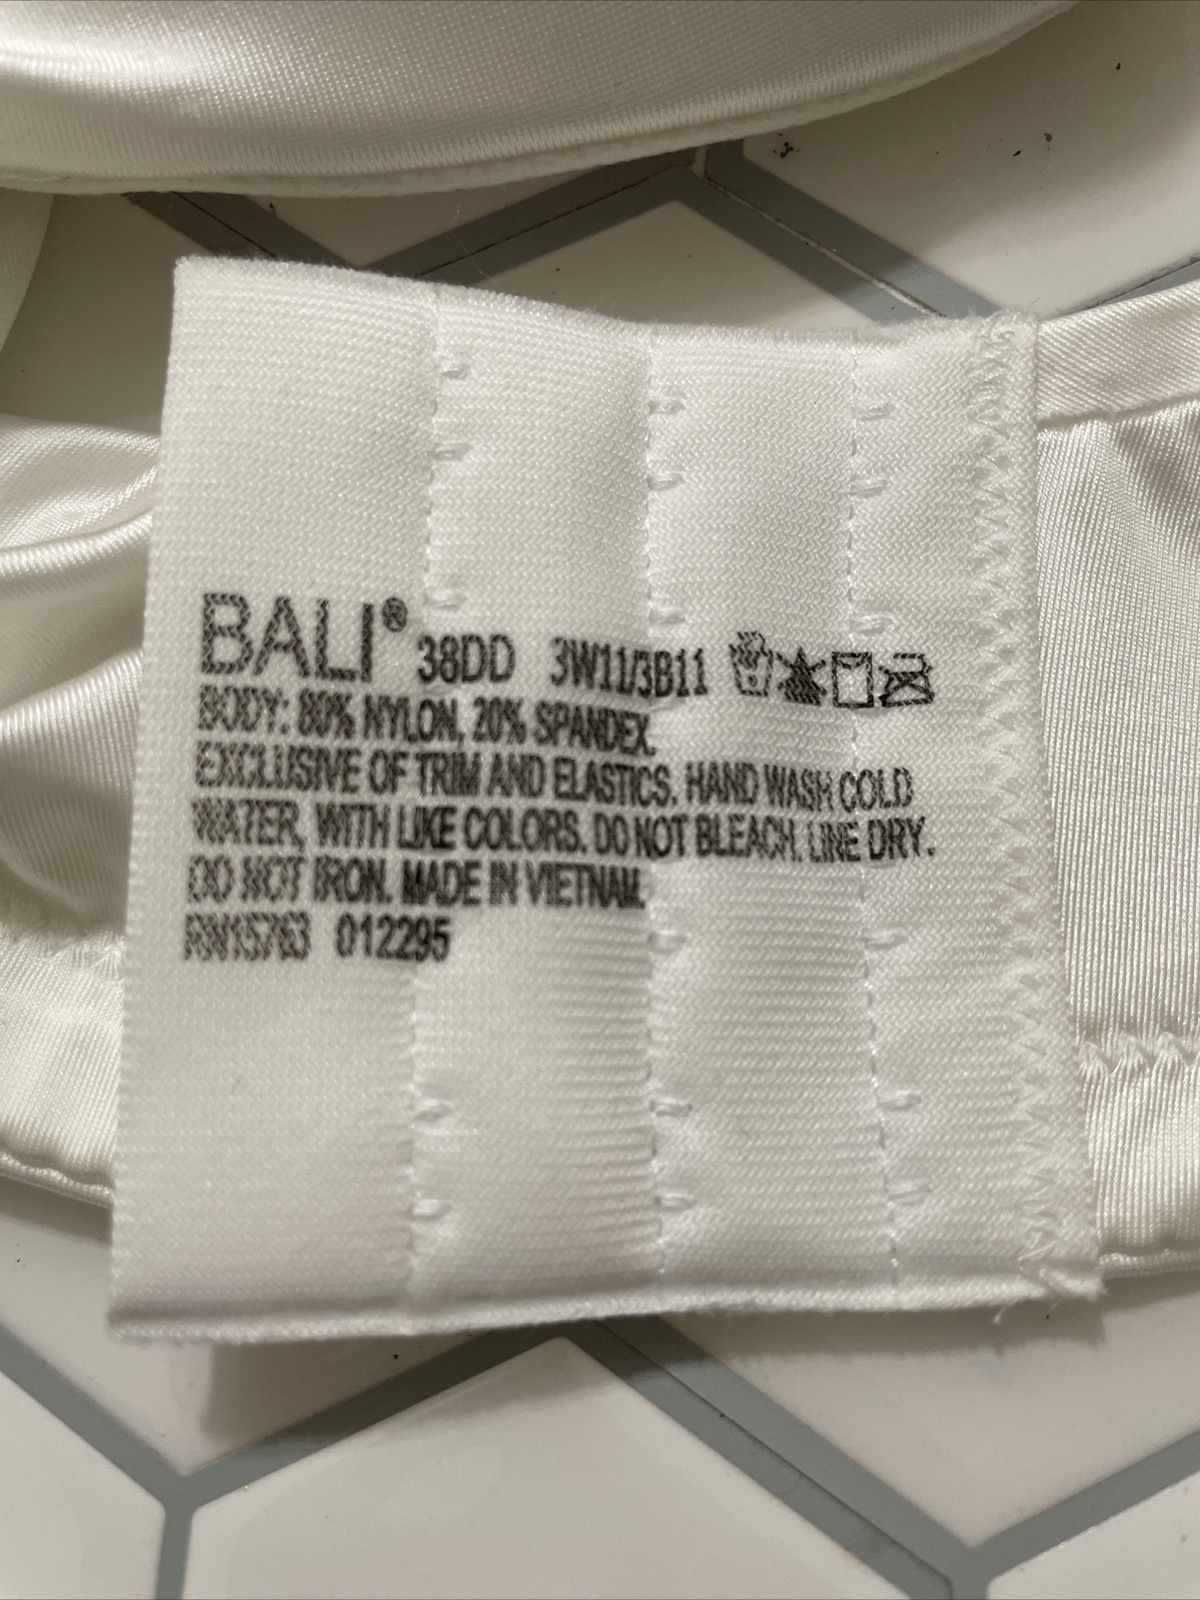 BALI® 38DD 3W11/3B11
BODY: 80% NYLON, 20% SPANDEX.
EXCLUSIVE OF TRIM AND ELASTICS. HAND WASH COLD
WATER, WITH LIKE COLORS. DO NOT BLEACH. LINE DRY.
DO NOT IRON. MADE IN VIETNAM.
RN15763 012295